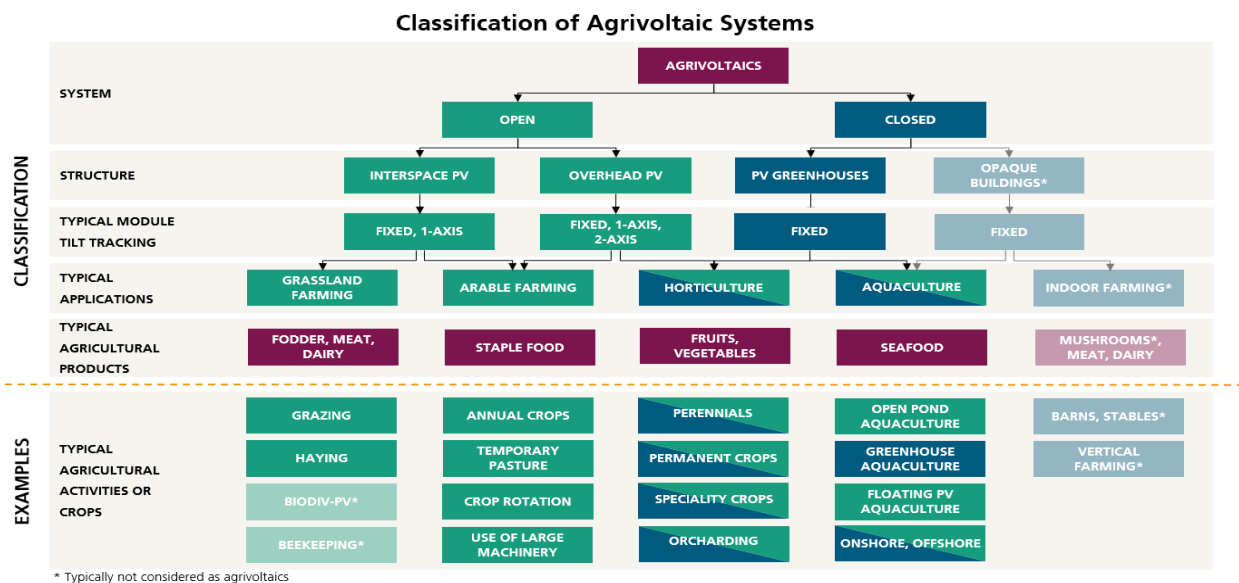 Classification of Agrivoltaic Systems
CLASSIFICATION
SYSTEM
AGRIVOLTAICS
OPEN
CLOSED
STRUCTURE
INTERSPACE PV
OVERHEAD PV
PV GREENHOUSES
OPAQUE
BUILDINGS*
TYPICAL MODULE
TILT TRACKING
FIXED, 1-AXIS
FIXED, 1-AXIS,
2-AXIS
FIXED
FIXED
TYPICAL
APPLICATIONS
GRASSLAND
FARMING
ARABLE FARMING
HORTICULTURE
AQUACULTURE
INDOOR FARMING*
TYPICAL
AGRICULTURAL
PRODUCTS
FODDER, MEAT,
DAIRY
STAPLE FOOD
FRUITS,
VEGETABLES
SEAFOOD
MUSHROOMS*,
MEAT, DAIRY
EXAMPLES
TYPICAL
AGRICULTURAL
ACTIVITIES OR
CROPS
GRAZING
ANNUAL CROPS
PERENNIALS
OPEN POND
AQUACULTURE
BARNS, STABLES*
HAYING
TEMPORARY
PASTURE
PERMANENT CROPS
GREENHOUSE
AQUACULTURE
VERTICAL
FARMING*
BIODIV-PV*
CROP ROTATION
SPECIALITY CROPS
FLOATING PV
AQUACULTURE
BEEKEEPING*
USE OF LARGE
MACHINERY
ORCHARDING
ONSHORE, OFFSHORE
* Typically not considered as agrivoltaics